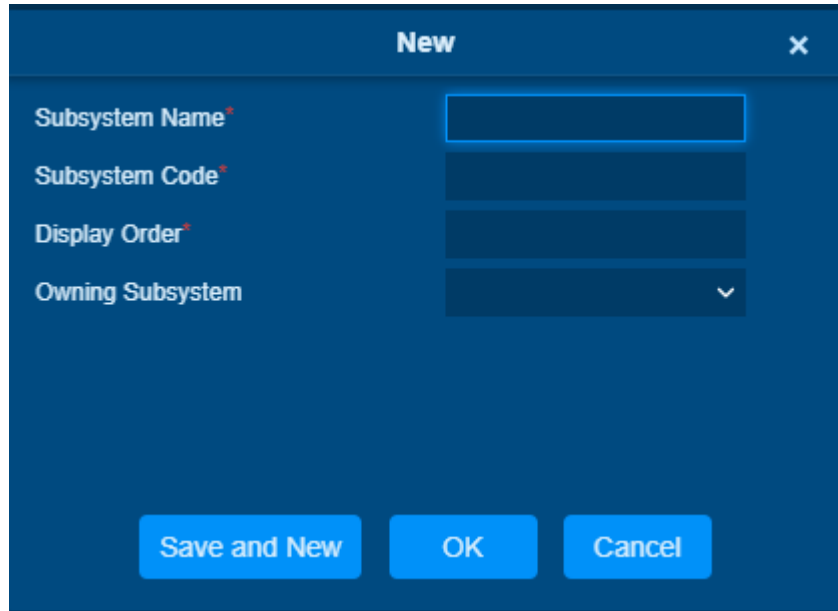 New ×
Subsystem Name*
Subsystem Code*
Display Order*
Owning Subsystem
Save and New OK Cancel